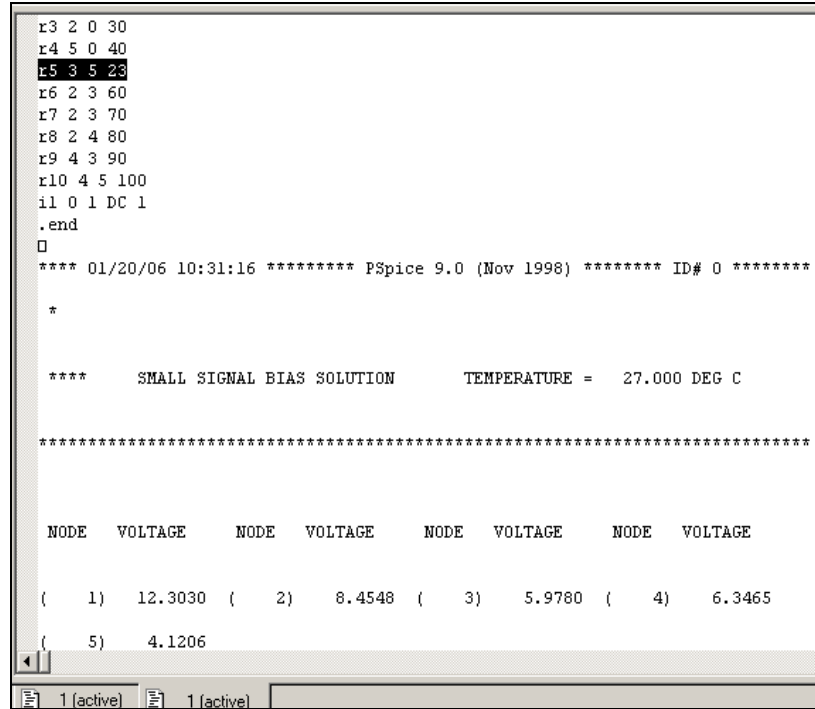 r3 2 0 30
r4 5 0 40
r5 3 5 23
r6 2 3 60
r7 2 3 70
r8 2 4 80
r9 4 3 90
r10 4 5 100
i1 0 1 DC 1
.end
**** 01/20/06 10:31:16 ********* PSpice 9.0 (Nov 1998) ******** ID# 0 ********
*
**** SMALL SIGNAL BIAS SOLUTION TEMPERATURE = 27.000 DEG C
******************************************************************************
NODE VOLTAGE NODE VOLTAGE NODE VOLTAGE NODE VOLTAGE
( 1) 12.3030 ( 2) 8.4548 ( 3) 5.9780 ( 4) 6.3465
( 5) 4.1206
1 (active) 1 (active)